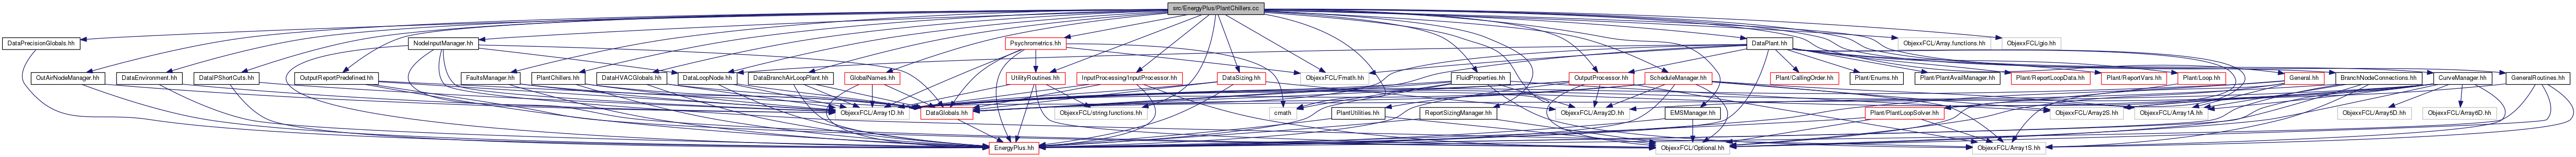 src/EnergyPlus/PlantChillers.cc
DataPrecisionGlobals.hh
NodeInputManager.hh
Psychrometrics.hh
DataPlant.hh
ObjexxFCL/Array.functions.hh
ObjexxFCL/gio.hh
OutAirNodeManager.hh
DataEnvironment.hh
DataIPShortCuts.hh
OutputReportPredefined.hh
FaultsManager.hh
PlantChillers.hh
DataHVACGlobals.hh
DataLoopNode.hh
DataBranchAirLoopPlant.hh
GlobalNames.hh
UtilityRoutines.hh
InputProcessing/InputProcessor.hh
DataSizing.hh
ObjexxFCL/Fmath.hh
FluidProperties.hh
OutputProcessor.hh
ScheduleManager.hh
Plant/CallingOrder.hh
Plant/Enums.hh
Plant/PlantAvailManager.hh
Plant/ReportLoopData.hh
Plant/ReportVars.hh
Plant/Loop.hh
General.hh
BranchNodeConnections.hh
CurveManager.hh
GeneralRoutines.hh
ObjexxFCL/Array1D.hh
DataGlobals.hh
ObjexxFCL/string.functions.hh
cmath
PlantUtilities.hh
ReportSizingManager.hh
ObjexxFCL/Array2D.hh
EMSManager.hh
Plant/PlantLoopSolver.hh
ObjexxFCL/Array2S.hh
ObjexxFCL/Array1A.hh
ObjexxFCL/Array5D.hh
ObjexxFCL/Array6D.hh
EnergyPlus.hh
ObjexxFCL/Optional.hh
ObjexxFCL/Array1S.hh